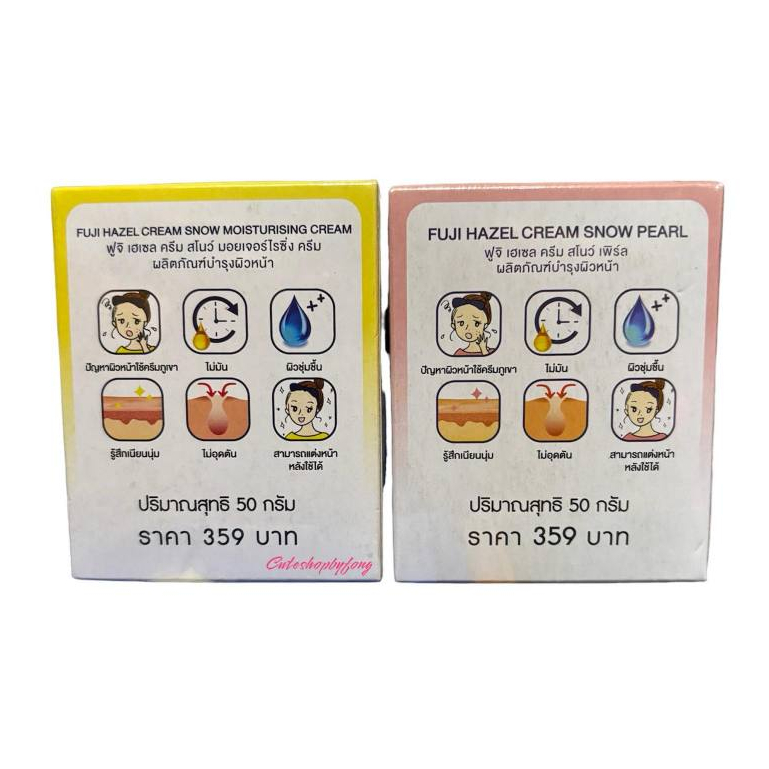 FUJI HAZEL CREAM SNOW MOISTURISING CREAM
ฟูจิ เฮเซล ครีม สโนว์ มอยเจอร์ไรซิ่ง ครีม
ผลิตภัณฑ์บำรุงผิวหน้า
ปัญหาผิวหน้าใช้ครีมภูเขา
ไม่มัน
ผิวชุ่มชื้น
รู้สึกเนียนนุ่ม
ไม่อุดตัน
สามารถแต่งหน้า
หลังใช้ได้
ปริมาณสุทธิ 50 กรัม
ราคา 359 บาท
Cuteshopbyfong
FUJI HAZEL CREAM SNOW PEARL
ฟูจิ เฮเซล ครีม สโนว์ เพิร์ล
ผลิตภัณฑ์บำรุงผิวหน้า
ปัญหาผิวหน้าใช้ครีมภูเขา
ไม่มัน
ผิวชุ่มชื้น
รู้สึกเนียนนุ่ม
ไม่อุดตัน
สามารถแต่งหน้า
หลังใช้ได้
ปริมาณสุทธิ 50 กรัม
ราคา 359 บาท